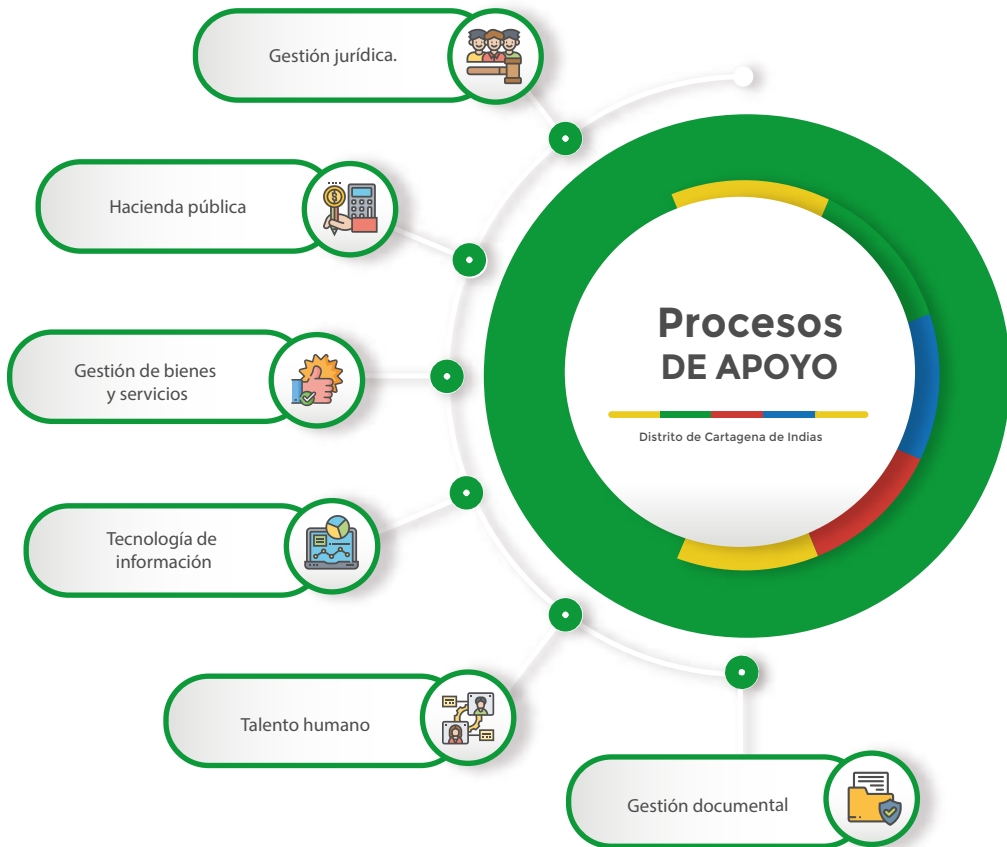 Gestión jurídica.
Hacienda pública
Gestión de bienes
y servicios
Tecnología de
información
Talento humano
Gestión documental
Procesos
DE APOYO
Distrito de Cartagena de Indias